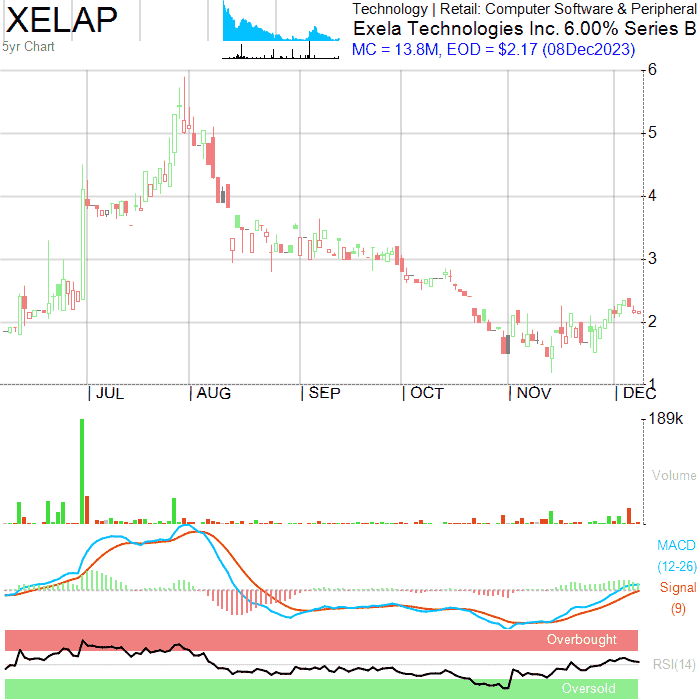 XELAP
5yr Chart
Technology | Retail: Computer Software & Peripheral
Exela Technologies Inc. 6.00% Series B
MC = 13.8M, EOD = $2.17 (08Dec2023)
6
5
4
3
2
1
JUL AUG SEP OCT NOV DEC
189k
Volume
MACD
(12-26)
Signal
(9)
Overbought
RSI(14)
Oversold